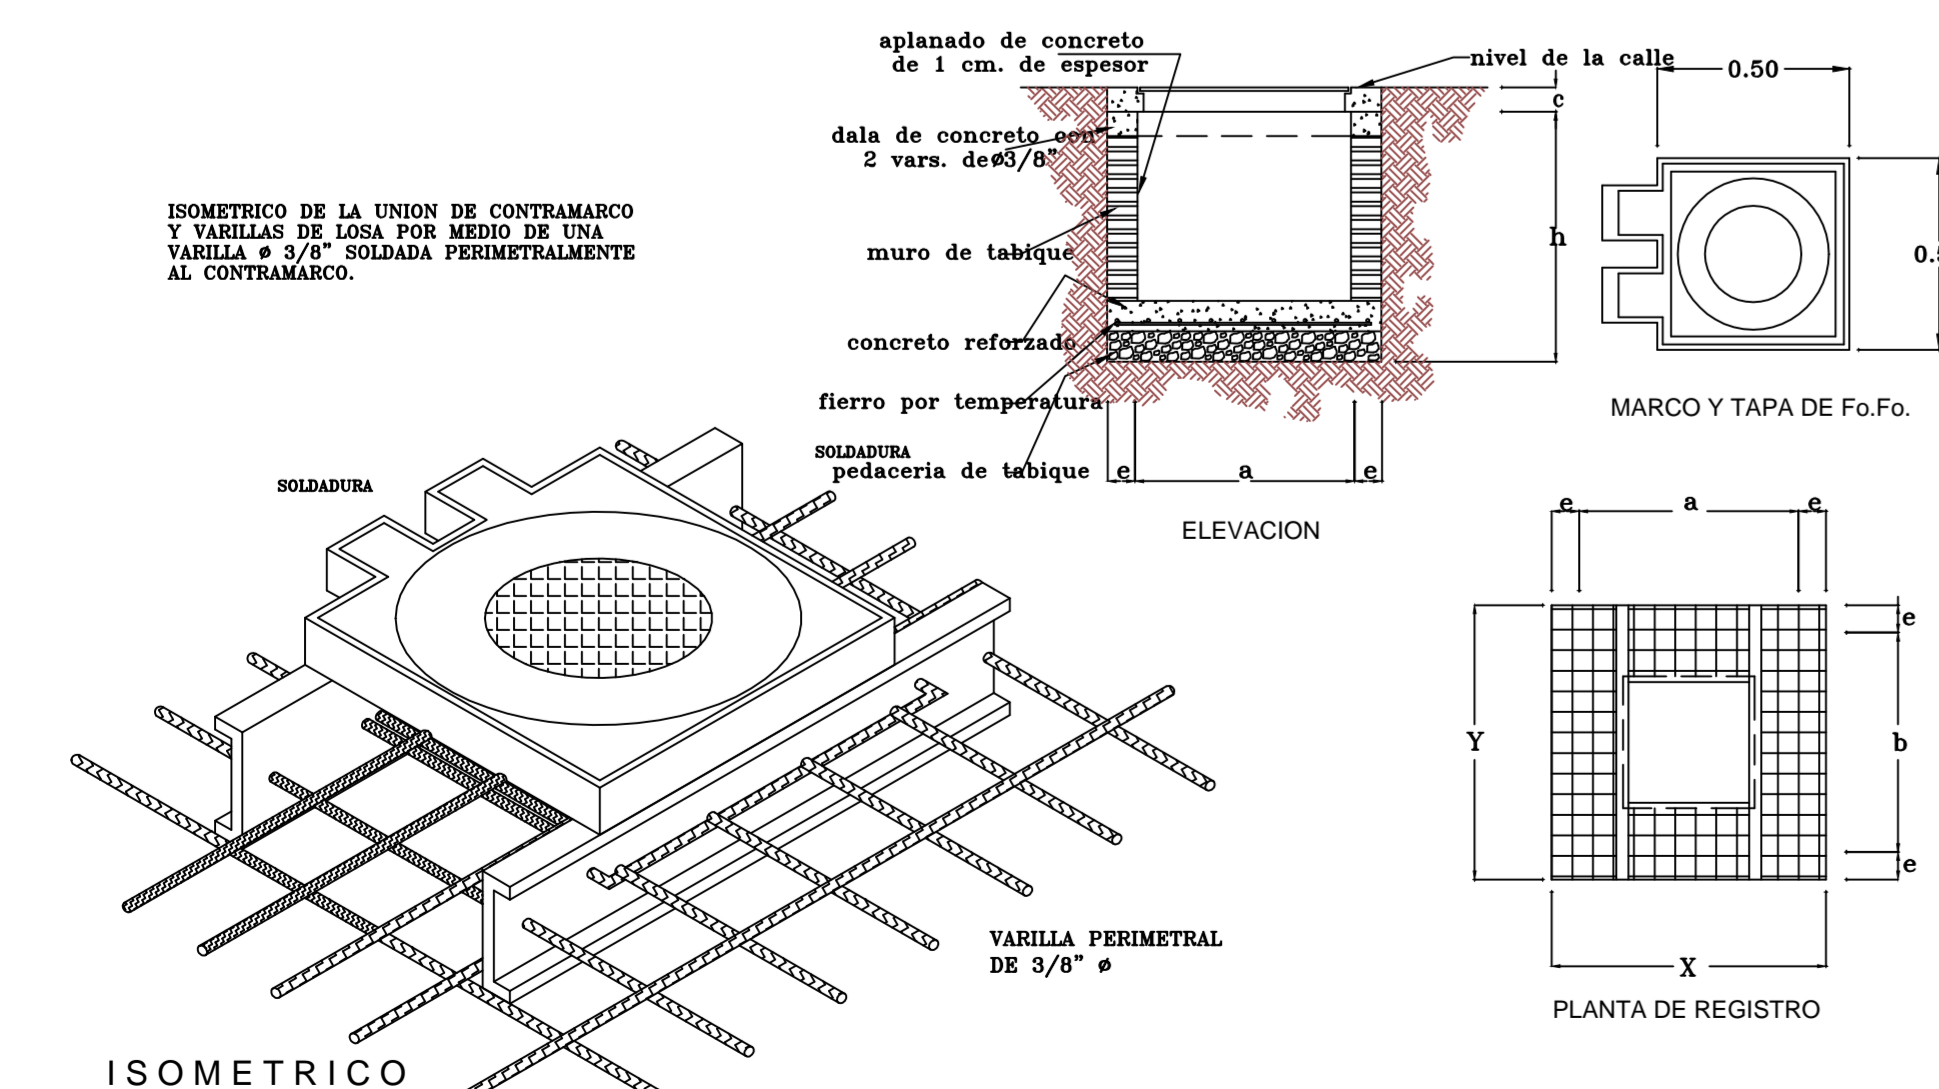 aplanado de concreto
de 1 cm. de espesor
nivel de la calle
0.50
c
dala de concreto con
2 vars. deø3/8"
ISOMETRICO DE LA UNION DE CONTRAMARCO
Y VARILLAS DE LOSA POR MEDIO DE UNA
VARILLA ø 3/8" SOLDADA PERIMETRALMENTE
AL CONTRAMARCO.
muro de tabique
h
concreto reforzado
fierro por temperatura
MARCO Y TAPA DE Fo.Fo.
SOLDADURA
pedaceria de tabique
e
a
e
SOLDADURA
ELEVACION
e
a
e
e
Y
b
e
X
PLANTA DE REGISTRO
VARILLA PERIMETRAL
DE 3/8" ø
ISOMETRICO